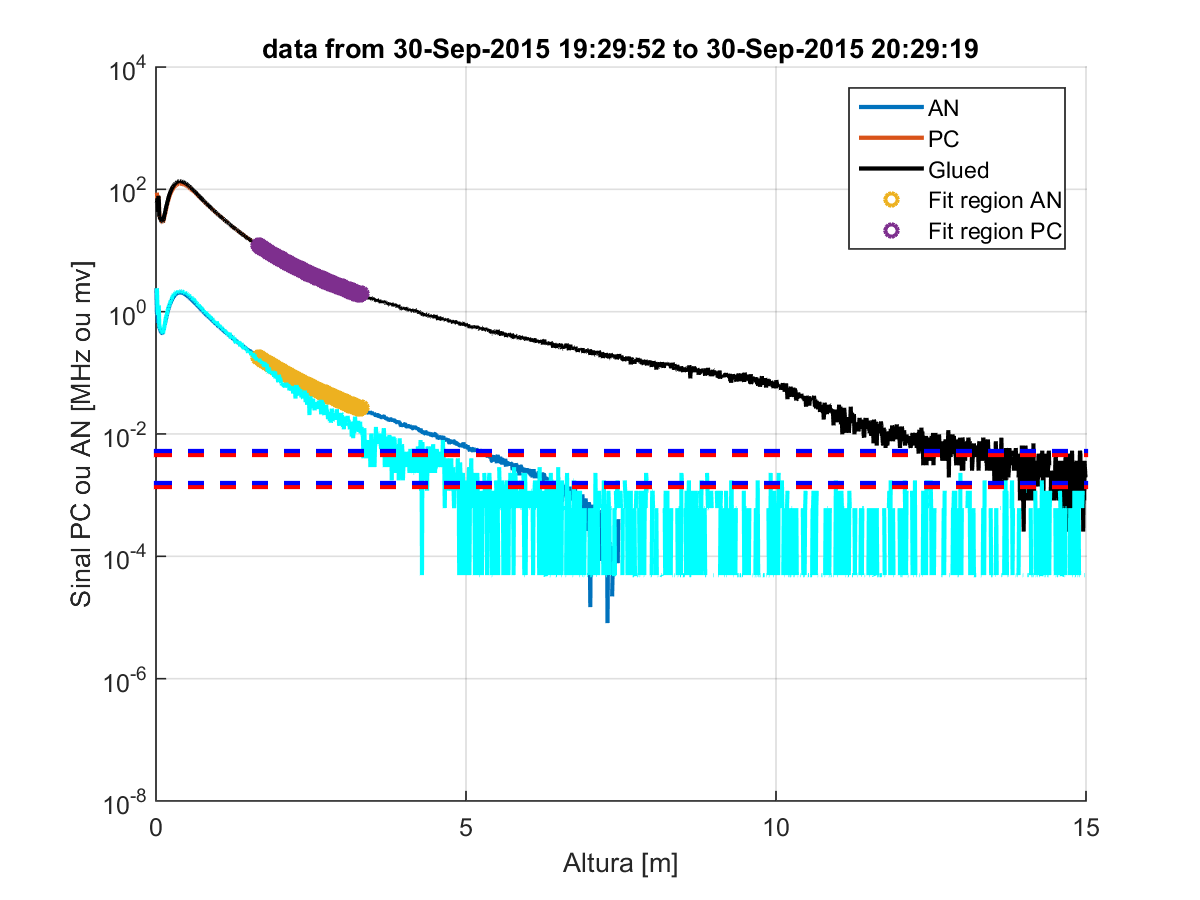 data from 30-Sep-2015 19:29:52 to 30-Sep-2015 20:29:19
10^4
10^2
10^0
10^-2
10^-4
10^-6
10^-8
Sinal PC ou AN [MHz ou mv]
AN
PC
Glued
Fit region AN
Fit region PC
0
5
10
15
Altura [m]